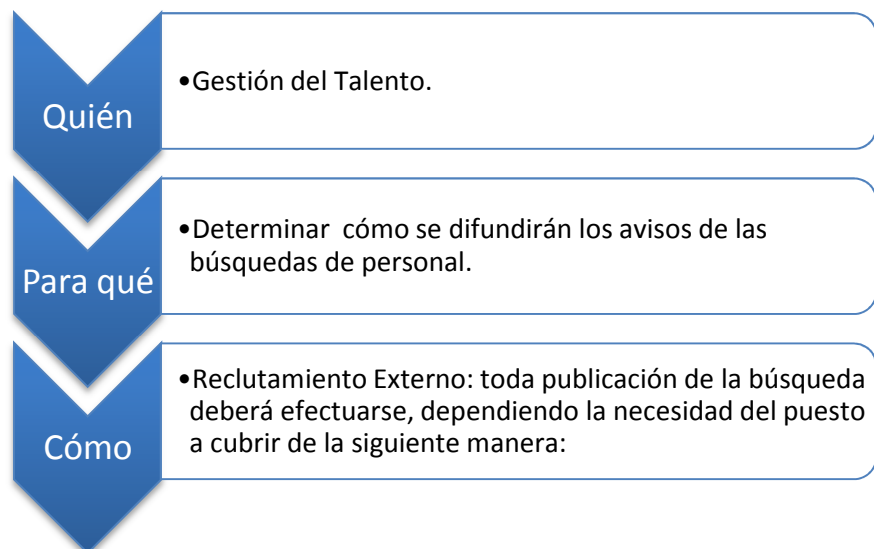 Quién
•Gestión del Talento.
Para qué
•Determinar cómo se difundirán los avisos de las
búsquedas de personal.
Cómo
•Reclutamiento Externo: toda publicación de la búsqueda
deberá efectuarse, dependiendo la necesidad del puesto
a cubrir de la siguiente manera: